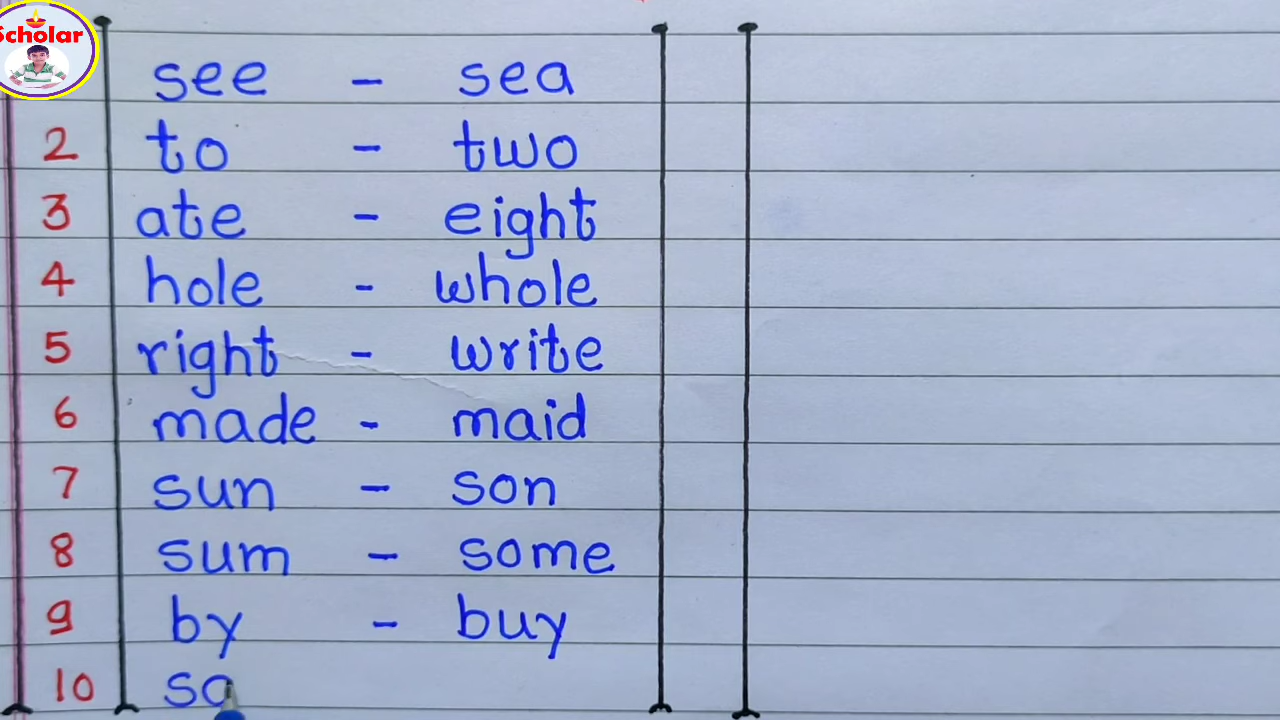 Scholar
see - sea
2 to - two
3 ate - eight
4 hole - whole
5 right - write
6 made - maid
7 sun - son
8 sum - some
9 by - buy
10